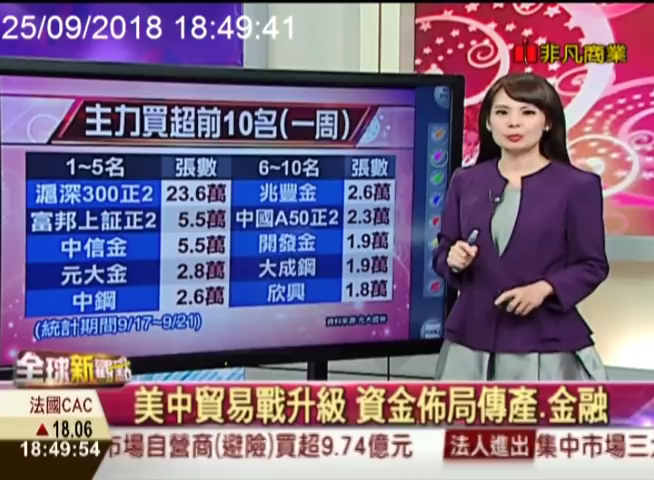 25/09/2018 18:49:41
非凡商業
主力買超前10名(一周)
1~5名 張數 6~10名 張數
滬深300正2 23.6萬 兆豐金 2.6萬
富邦上証正2 5.5萬 中國A50正2 2.3萬
中信金 5.5萬 開發金 1.9萬
元大金 2.8萬 大成鋼 1.9萬
中鋼 2.6萬 欣興 1.8萬
(統計期間9/17~9/21)
全球新觀點
美中貿易戰升級 資金佈局傳產.金融
法國CAC
▲18.06
18:49:54
市場自營商(避險)買超9.74億元 法人進出 集中市場三